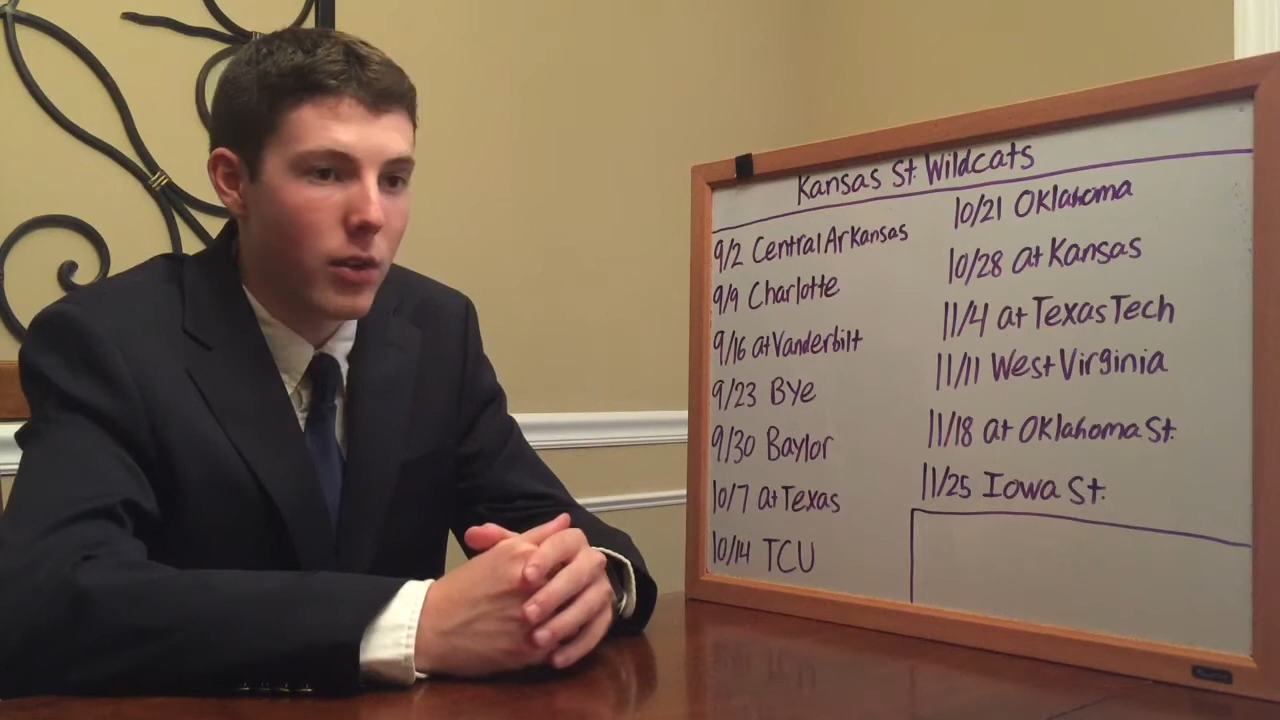 Kansas St. Wildcats
9/2 Central Arkansas
9/9 Charlotte
9/16 at Vanderbilt
9/23 Bye
9/30 Baylor
10/7 at Texas
10/14 TCU
10/21 Oklahoma
10/28 at Kansas
11/4 at Texas Tech
11/11 West Virginia
11/18 at Oklahoma St.
11/25 Iowa St.